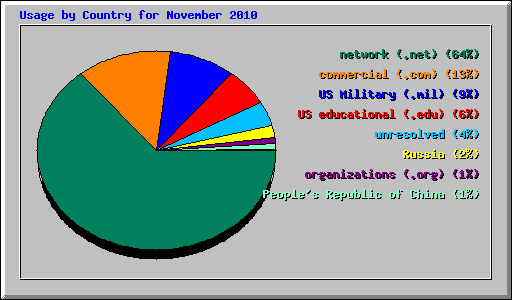 Usage by Country for November 2010
network (.net) (64%)
commercial (.com) (13%)
US Military (.mil) (9%)
US educational (.edu) (6%)
unresolved (4%)
Russia (2%)
organizations (.org) (1%)
People's Republic of China (1%)